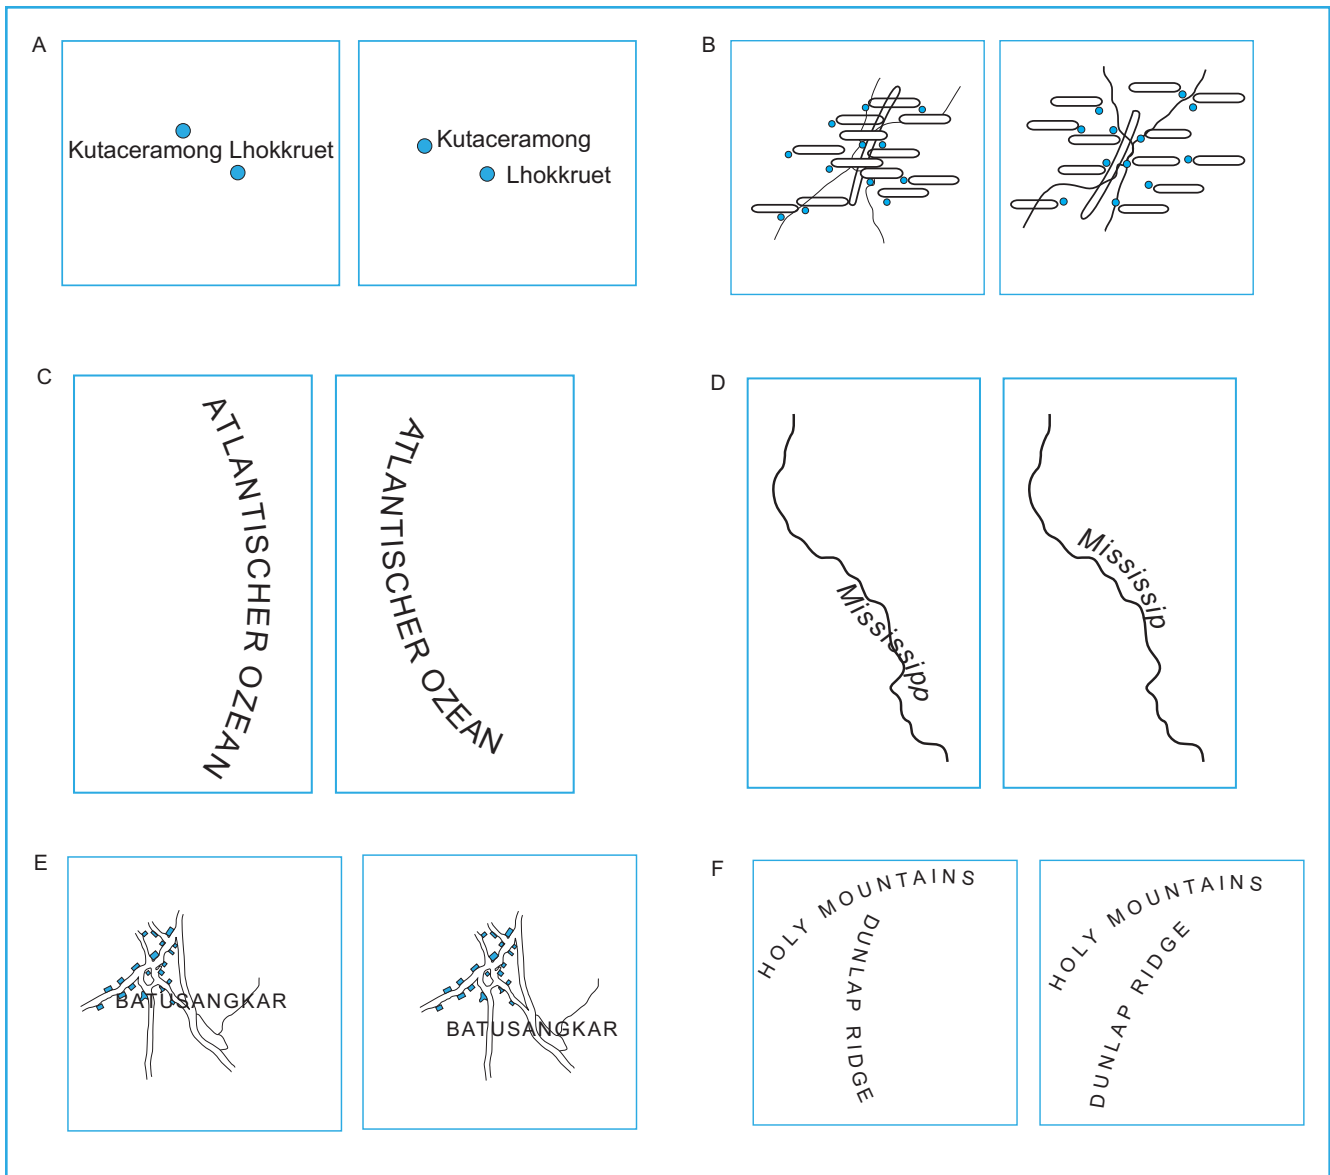 A
Kutaceramong Lhokkruet
Kutaceramong
Lhokkruet
B
C
ATLANTISCHER OZEAN
ATLANTISCHER OZEAN
D
Mississipp
Mississip
E
BATUSANGKAR
BATUSANGKAR
F
HOLY MOUNTAINS
DUNLAP RIDGE
HOLY MOUNTAINS
DUNLAP RIDGE